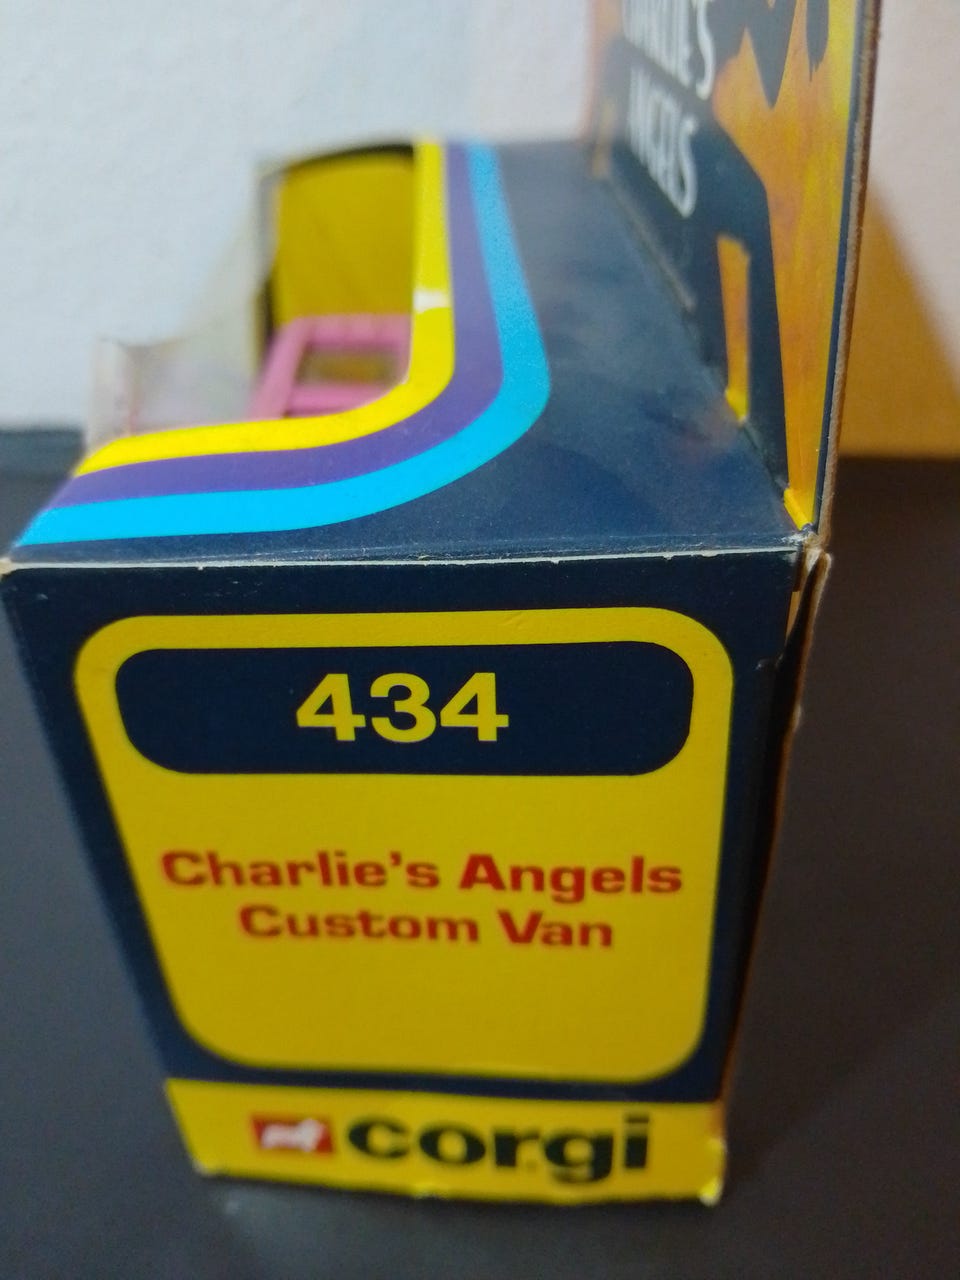 CHARLIE'S
ANGELS
434
Charlie's Angels
Custom Van
corgi